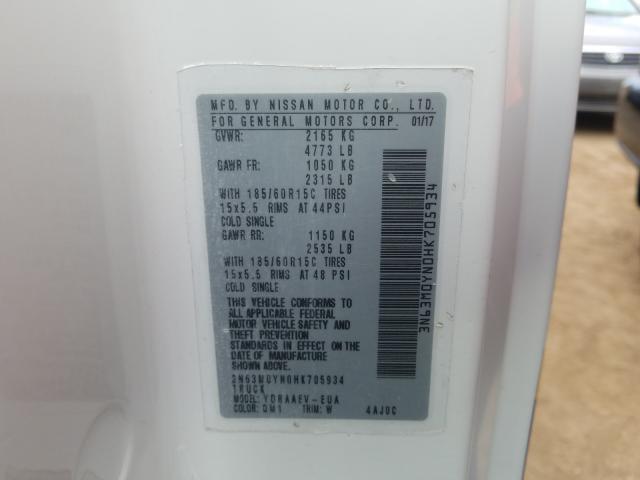 MFD. BY NISSAN MOTOR CO., LTD.
FOR GENERAL MOTORS CORP. 01/17
GVWR: 2165 KG
4773 LB
GAWR FR: 1050 KG
2315 LB
WITH 185/60R15C TIRES
15x5.5 RIMS AT 44PSI
COLD SINGLE
GAWR RR: 1150 KG
2535 LB
WITH 185/60R15C TIRES
15x5.5 RIMS AT 48 PSI
COLD SINGLE
THIS VEHICLE CONFORMS TO
ALL APPLICABLE FEDERAL
MOTOR VEHICLE SAFETY AND
THEFT PREVENTION
STANDARDS IN EFFECT ON THE
DATE OF MANUFACTURE
SHOWN ABOVE.
3N63M0YN0HK705934
TRUCK
MODEL: YDRAAEV-EUA
COLOR: QM1 TRIM: W 4AJ0C
3N63M0YN0HK705934